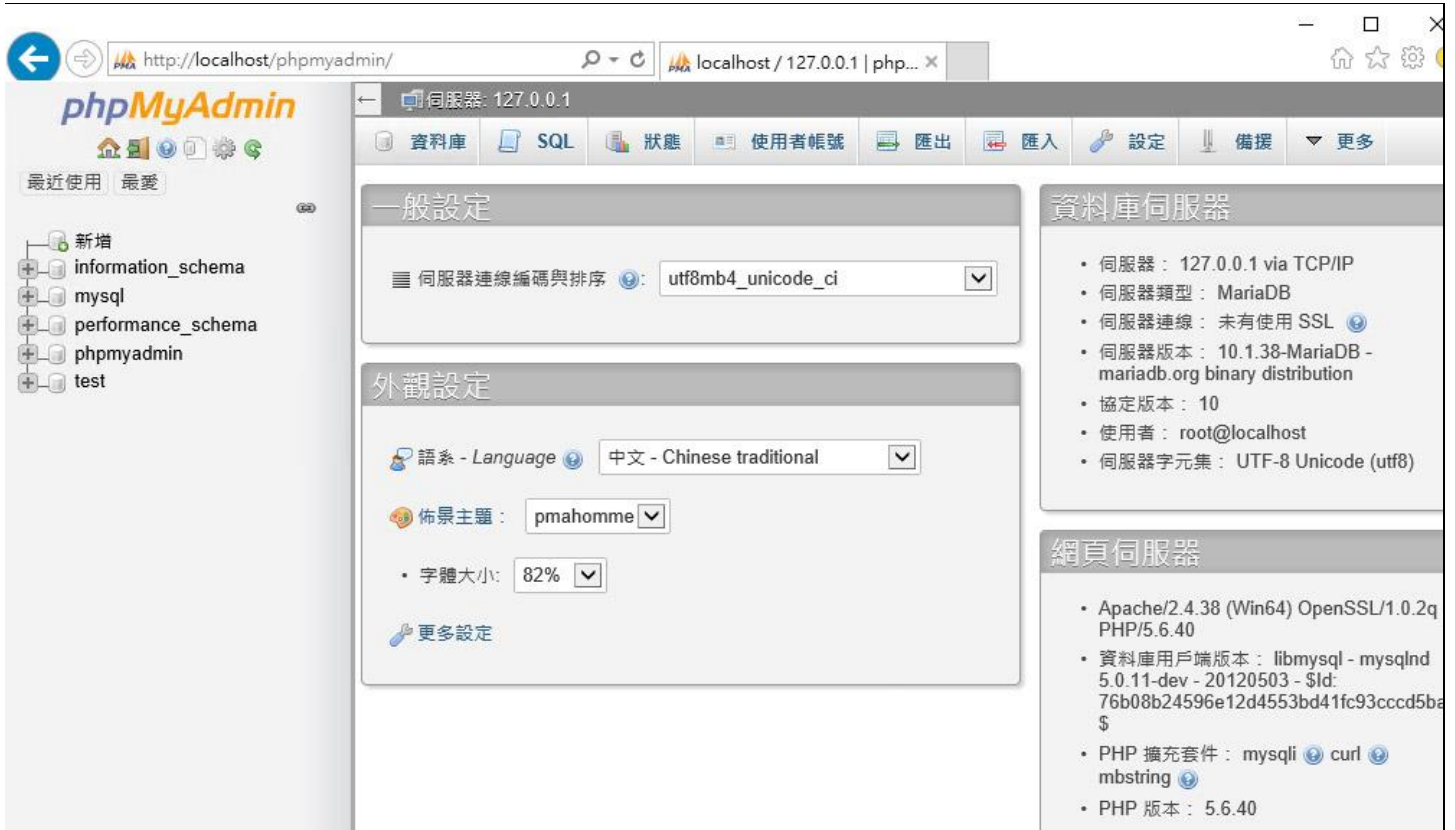 http://localhost/phpmyadmin/
localhost / 127.0.0.1 | php...
phpMyAdmin
最近使用 最愛
新增
information_schema
mysql
performance_schema
phpmyadmin
test
伺服器: 127.0.0.1
資料庫 SQL 狀態 使用者帳號 匯出 匯入 設定 備援 更多
一般設定
伺服器連線編碼與排序 : utf8mb4_unicode_ci
外觀設定
語系 - Language 中文 - Chinese traditional
佈景主題： pmahomme
• 字體大小: 82%
更多設定
資料庫伺服器
• 伺服器： 127.0.0.1 via TCP/IP
• 伺服器類型： MariaDB
• 伺服器連線： 未有使用 SSL
• 伺服器版本： 10.1.38-MariaDB -
mariadb.org binary distribution
• 協定版本： 10
• 使用者： root@localhost
• 伺服器字元集： UTF-8 Unicode (utf8)
網頁伺服器
• Apache/2.4.38 (Win64) OpenSSL/1.0.2q
PHP/5.6.40
• 資料庫用戶端版本： libmysql - mysqlnd
5.0.11-dev - 20120503 - $Id:
76b08b24596e12d4553bd41fc93cccd5ba
$
• PHP 擴充套件： mysqli curl
mbstring
• PHP 版本： 5.6.40